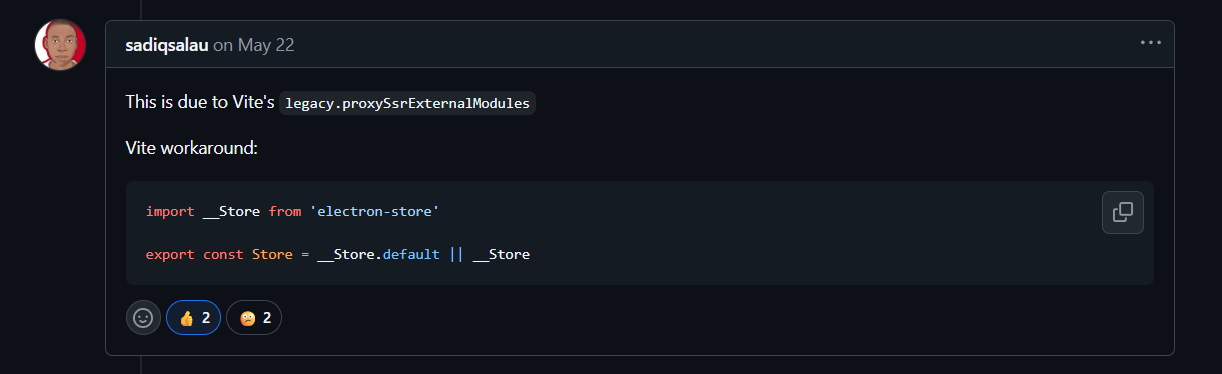 sadiqsalau on May 22
This is due to Vite's legacy.proxySsrExternalModules
Vite workaround:
import __Store from 'electron-store'
export const Store = __Store.default || __Store
👍 2 🫤 2